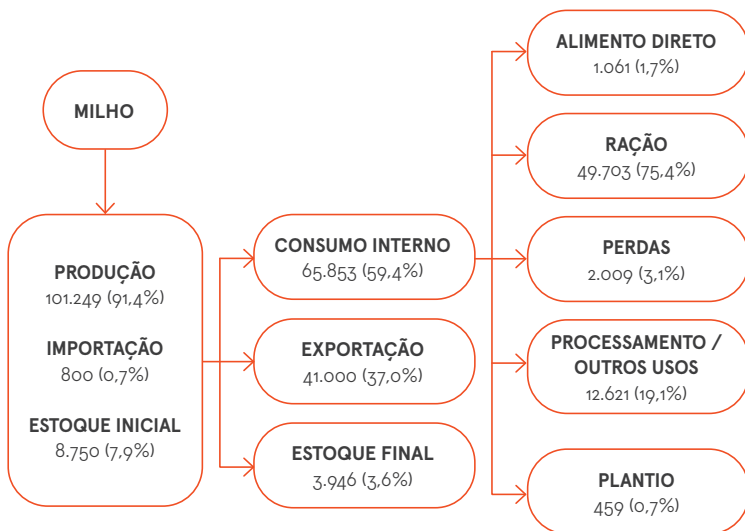 MILHO
PRODUÇÃO
101.249 (91,4%)
IMPORTAÇÃO
800 (0,7%)
ESTOQUE INICIAL
8.750 (7,9%)
CONSUMO INTERNO
65.853 (59,4%)
EXPORTAÇÃO
41.000 (37,0%)
ESTOQUE FINAL
3.946 (3,6%)
ALIMENTO DIRETO
1.061 (1,7%)
RAÇÃO
49.703 (75,4%)
PERDAS
2.009 (3,1%)
PROCESSAMENTO /
OUTROS USOS
12.621 (19,1%)
PLANTIO
459 (0,7%)